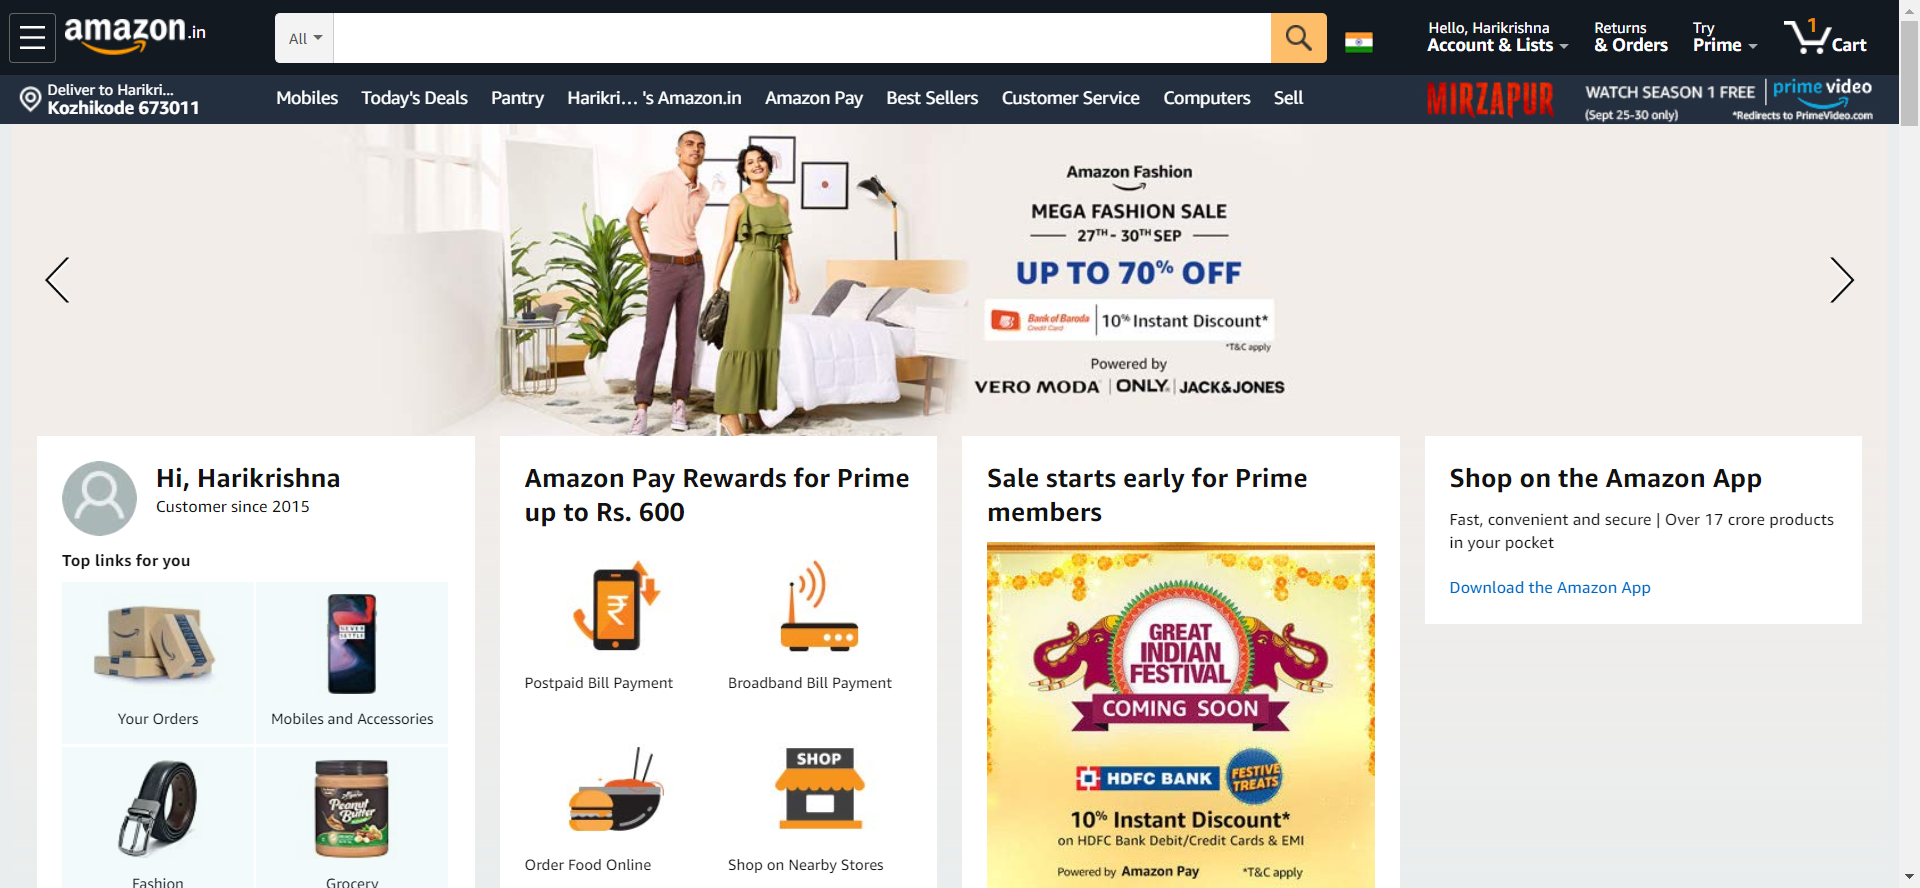 amazon.in
All
Hello, Harikrishna
Account & Lists
Returns
& Orders
Try
Prime
1
Cart
Deliver to Harikri...
Kozhikode 673011
Mobiles
Today's Deals
Pantry
Harikri... 's Amazon.in
Amazon Pay
Best Sellers
Customer Service
Computers
Sell
MIRZAPUR
WATCH SEASON 1 FREE
(Sept 25-30 only)
prime video
*Redirects to PrimeVideo.com
Amazon Fashion
MEGA FASHION SALE
27TH - 30TH SEP
UP TO 70% OFF
Bank of Baroda
Credit Card
10% Instant Discount*
*T&C apply
Powered by
VERO MODA | ONLY | JACK&JONES
Hi, Harikrishna
Customer since 2015
Top links for you
NEVER
SETTLE
Your Orders
Mobiles and Accessories
Peanut
Butter
Fashion
Grocery
Amazon Pay Rewards for Prime
up to Rs. 600
₹
Postpaid Bill Payment
Broadband Bill Payment
SHOP
Order Food Online
Shop on Nearby Stores
Sale starts early for Prime
members
GREAT
INDIAN
FESTIVAL
COMING SOON
HDFC BANK
FESTIVE
TREATS
10% Instant Discount*
on HDFC Bank Debit/Credit Cards & EMI
Powered by Amazon Pay
*T&C apply
Shop on the Amazon App
Fast, convenient and secure | Over 17 crore products
in your pocket
Download the Amazon App